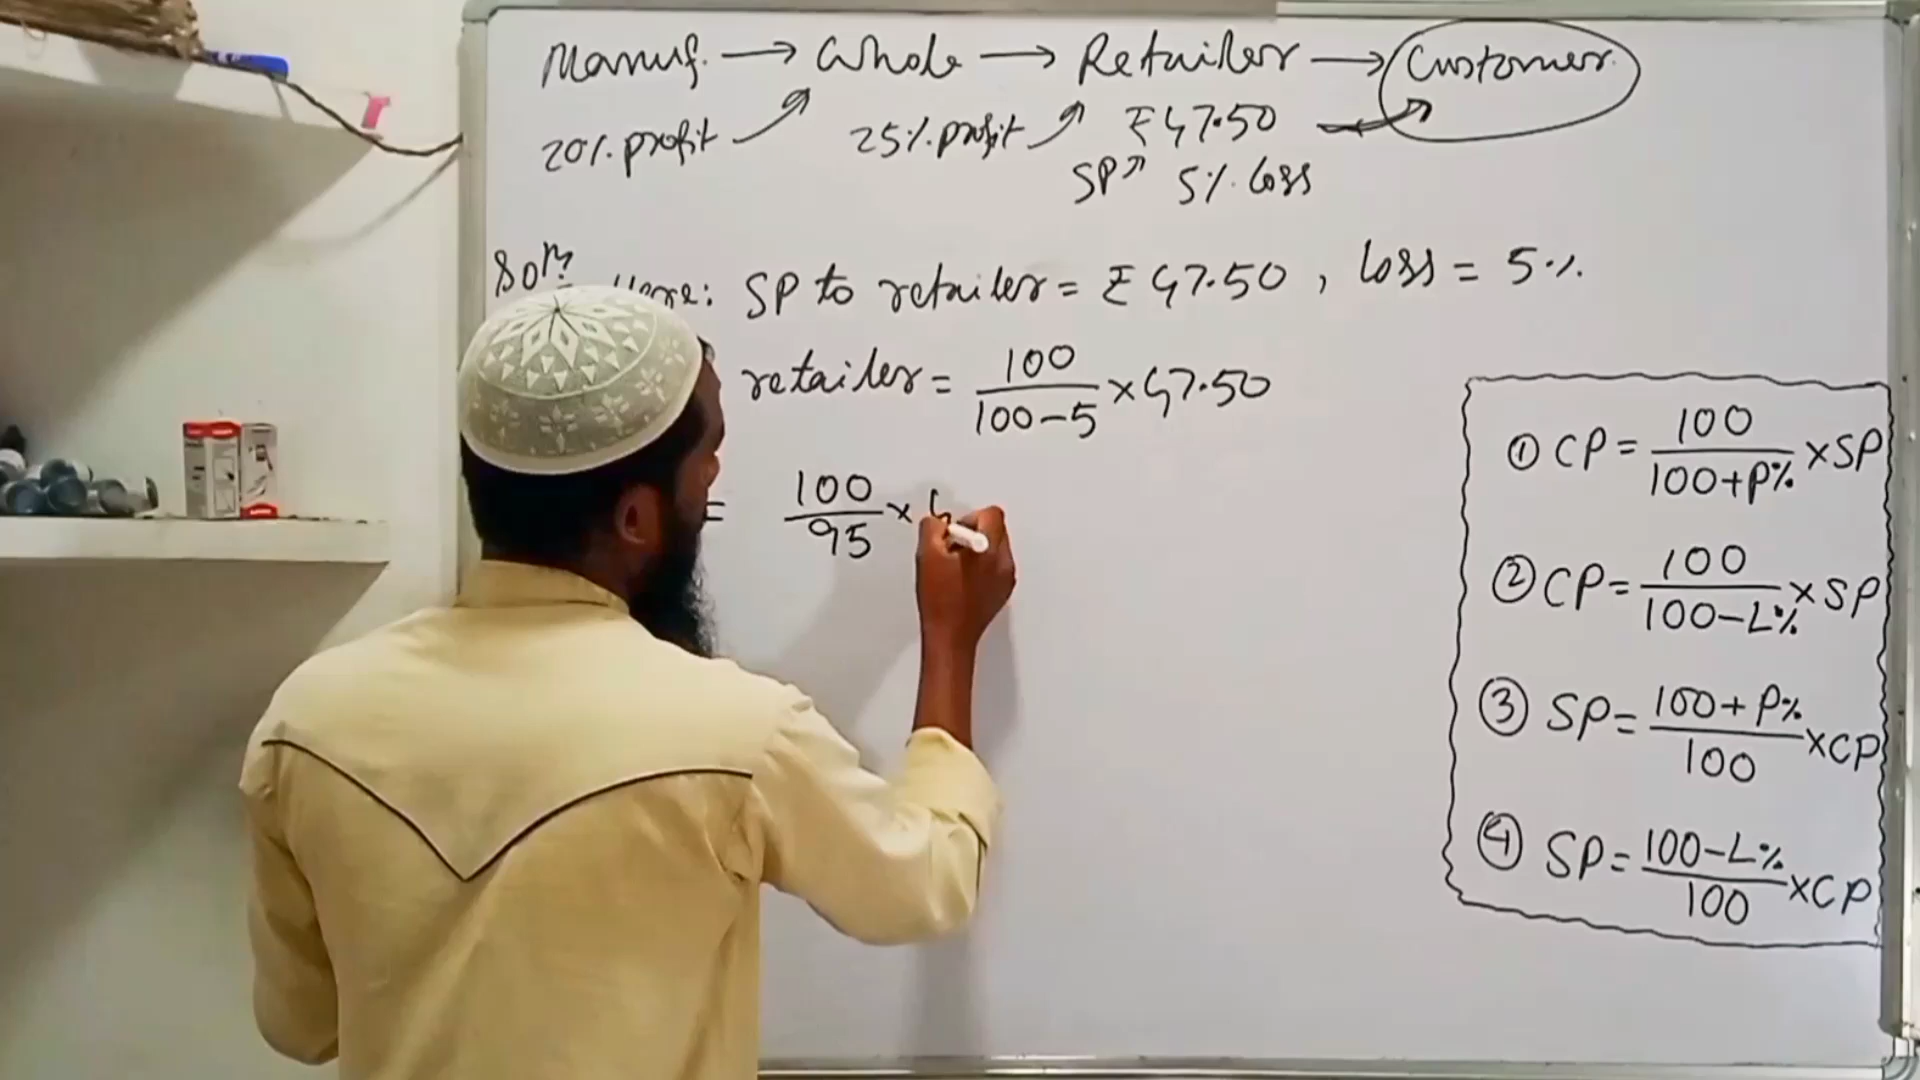 Manuf. → Whole → Retailer → Customer
20% profit 25% profit ₹47.50
SP 5% loss
Solⁿ Here: SP to retailer = ₹47.50, Loss = 5%
retailer = 100/100-5 × 47.50
= 100/95 × 4
① CP = 100/100+P% × SP
② CP = 100/100-L% × SP
③ SP = 100+P%/100 × CP
④ SP = 100-L%/100 × CP